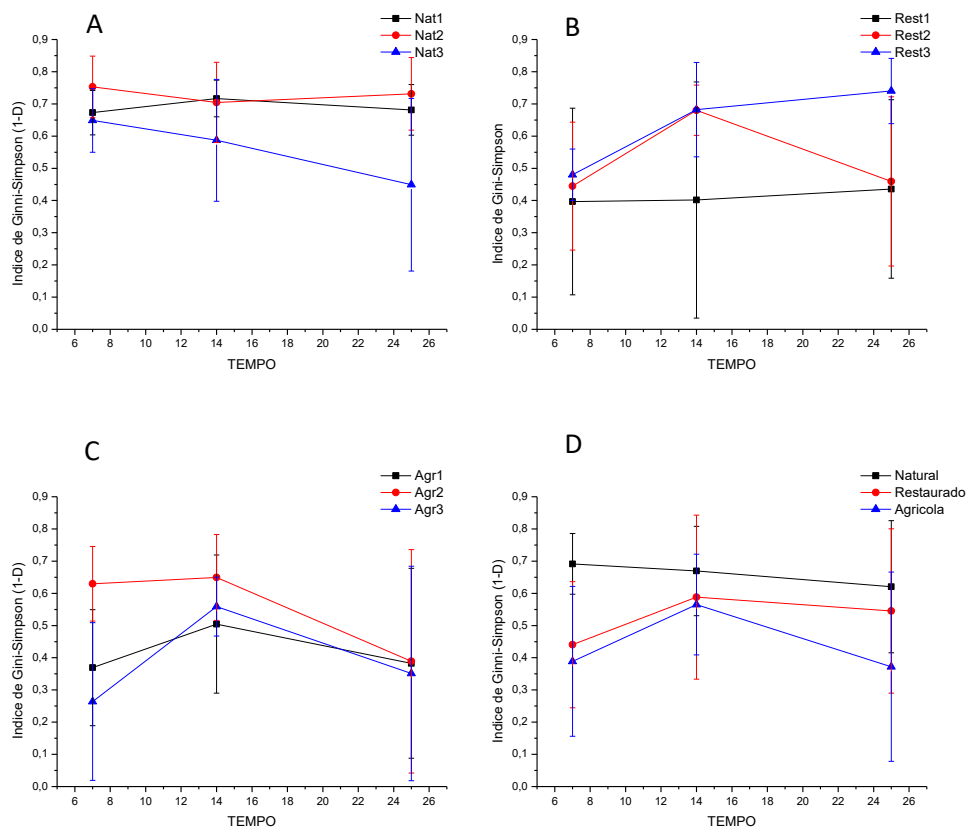 A
Nat1
Nat2
Nat3
0,9
0,8
0,7
0,6
0,5
0,4
0,3
0,2
0,1
0,0
Indice de Ginni-Simpson (1-D)
6 8 10 12 14 16 18 20 22 24 26
TEMPO
B
Rest1
Rest2
Rest3
0,9
0,8
0,7
0,6
0,5
0,4
0,3
0,2
0,1
0,0
Indice de Gini-Simpson
6 8 10 12 14 16 18 20 22 24 26
TEMPO
C
Agr1
Agr2
Agr3
0,9
0,8
0,7
0,6
0,5
0,4
0,3
0,2
0,1
0,0
Indice de Gini-Simpson (1-D)
6 8 10 12 14 16 18 20 22 24 26
TEMPO
D
Natural
Restaurado
Agricola
0,9
0,8
0,7
0,6
0,5
0,4
0,3
0,2
0,1
0,0
Indice de Ginni-Simpson (1-D)
6 8 10 12 14 16 18 20 22 24 26
TEMPO